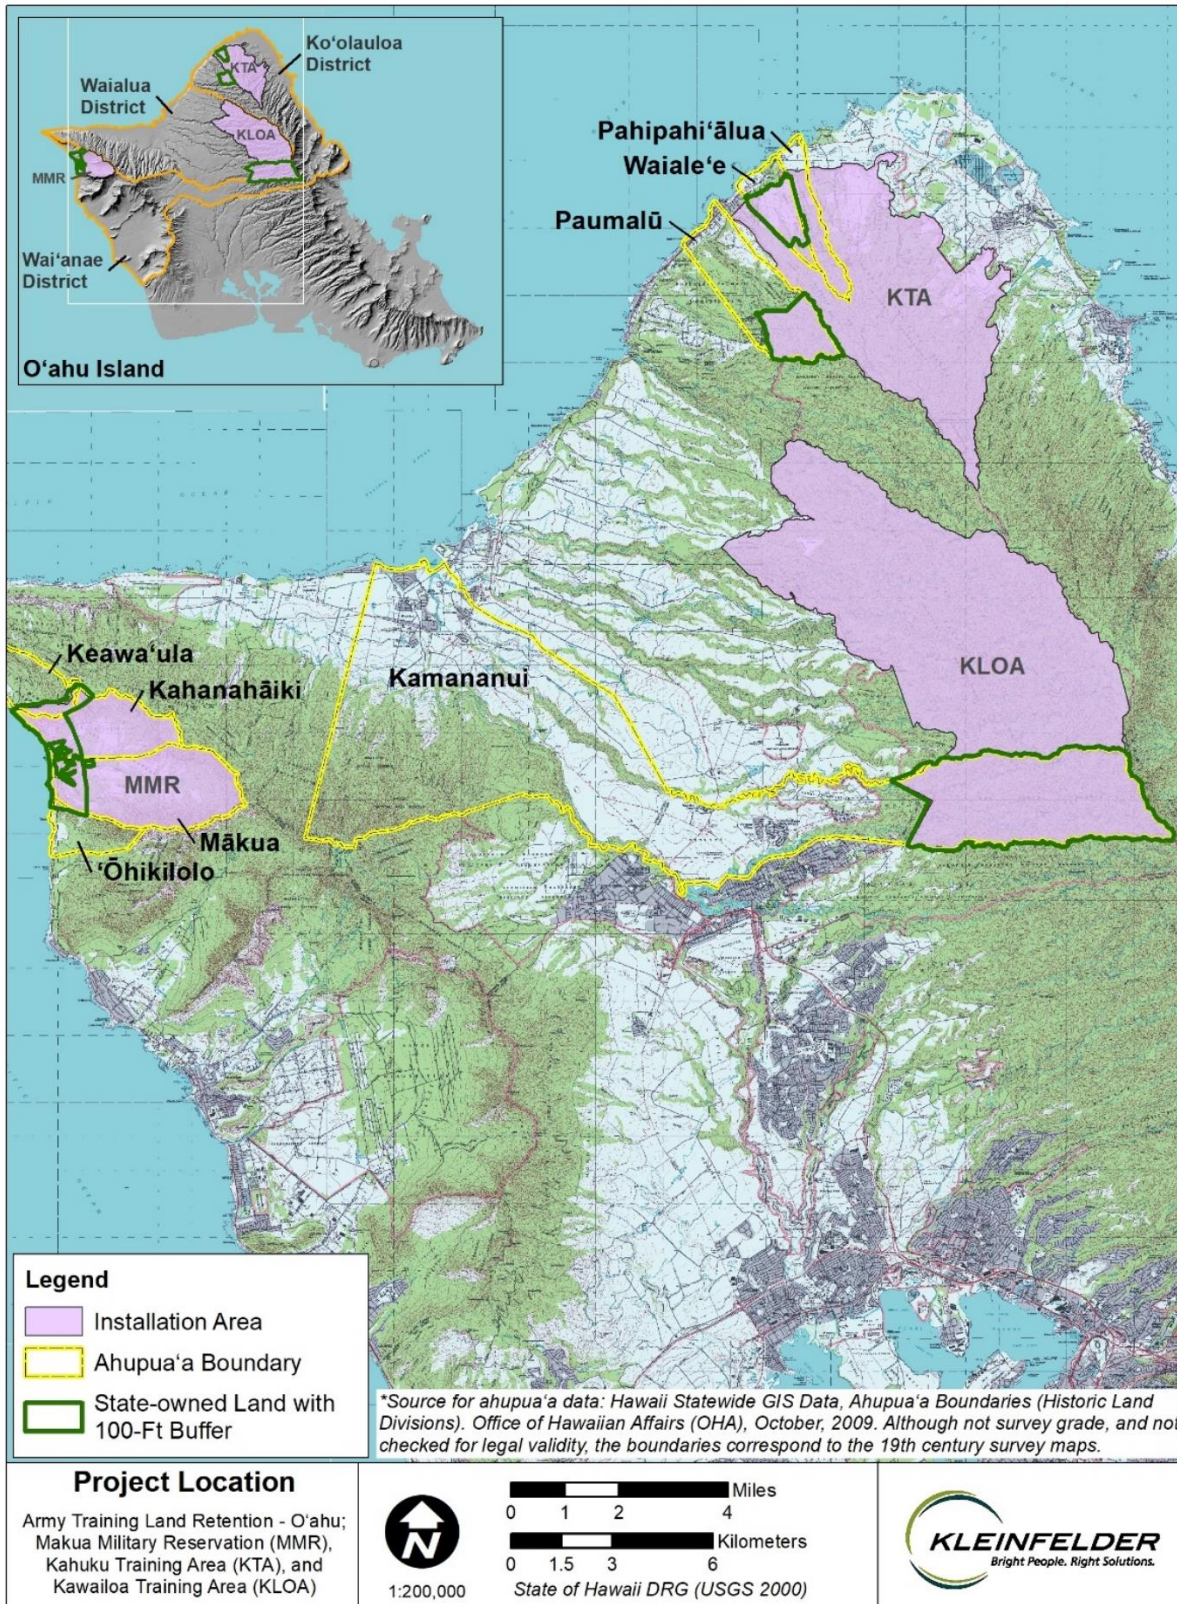 Ko‘olauloa
District
KTA
Waialua
District
KLOA
MMR
Wai‘anae
District
O‘ahu Island
Pahipahi‘ālua
Waiale‘e
Paumalū
KTA
KLOA
Keawa‘ula
Kahanahāiki
Kamananui
MMR
Mākua
‘Ōhikilolo
Legend
Installation Area
Ahupua‘a Boundary
State-owned Land with
100-Ft Buffer
*Source for ahupua‘a data: Hawaii Statewide GIS Data, Ahupua‘a Boundaries (Historic Land
Divisions). Office of Hawaiian Affairs (OHA), October, 2009. Although not survey grade, and not
checked for legal validity, the boundaries correspond to the 19th century survey maps.
Project Location
Army Training Land Retention - O‘ahu;
Makua Military Reservation (MMR),
Kahuku Training Area (KTA), and
Kawailoa Training Area (KLOA)
N
1:200,000
Miles
0 1 2 4
Kilometers
0 1.5 3 6
State of Hawaii DRG (USGS 2000)
KLEINFELDER
Bright People. Right Solutions.